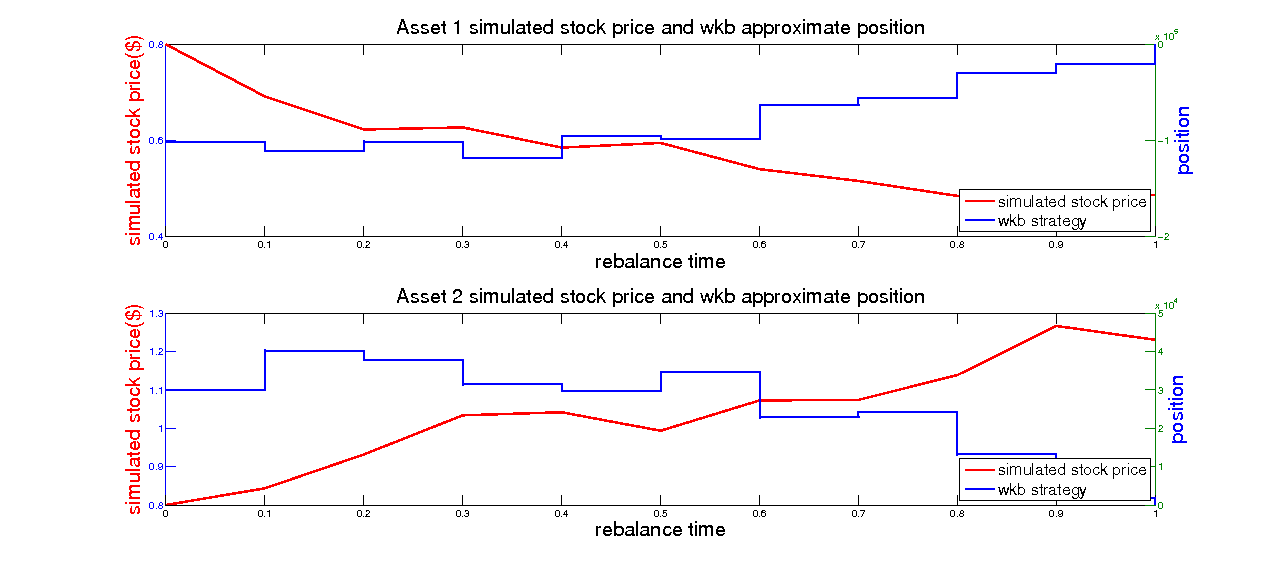 Asset 1 simulated stock price and wkb approximate position
x 10^5
0.8
0.6
0.4
simulated stock price($)
0
-1
-2
position
simulated stock price
wkb strategy
0 0.1 0.2 0.3 0.4 0.5 0.6 0.7 0.8 0.9 1
rebalance time
Asset 2 simulated stock price and wkb approximate position
x 10^4
1.3
1.2
1.1
1
0.9
0.8
simulated stock price($)
5
4
3
2
1
0
position
simulated stock price
wkb strategy
0 0.1 0.2 0.3 0.4 0.5 0.6 0.7 0.8 0.9 1
rebalance time